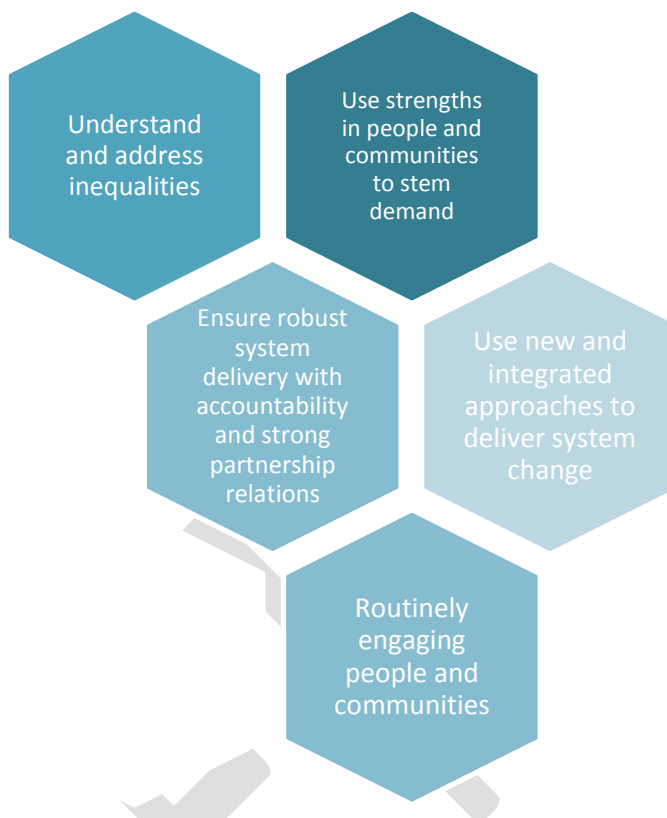 Understand
and address
inequalities
Use strengths
in people and
communities
to stem
demand
Ensure robust
system
delivery with
accountability
and strong
partnership
relations
Use new and
integrated
approaches to
deliver system
change
Routinely
engaging
people and
communities